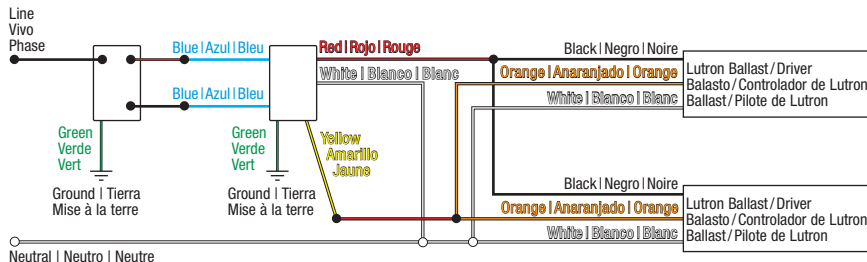 Line
Vivo
Phase
Blue | Azul | Bleu
Red | Rojo | Rouge
Black | Negro | Noire
White | Blanco | Blanc
Orange | Anaranjado | Orange
Lutron Ballast / Driver
Balasto / Controlador de Lutron
Ballast / Pilote de Lutron
White | Blanco | Blanc
Blue | Azul | Bleu
Green
Verde
Vert
Green
Verde
Vert
Yellow
Amarillo
Jaune
Ground | Tierra
Mise à la terre
Ground | Tierra
Mise à la terre
Black | Negro | Noire
Orange | Anaranjado | Orange
White | Blanco | Blanc
Lutron Ballast / Driver
Balasto / Controlador de Lutron
Ballast / Pilote de Lutron
Neutral | Neutro | Neutre